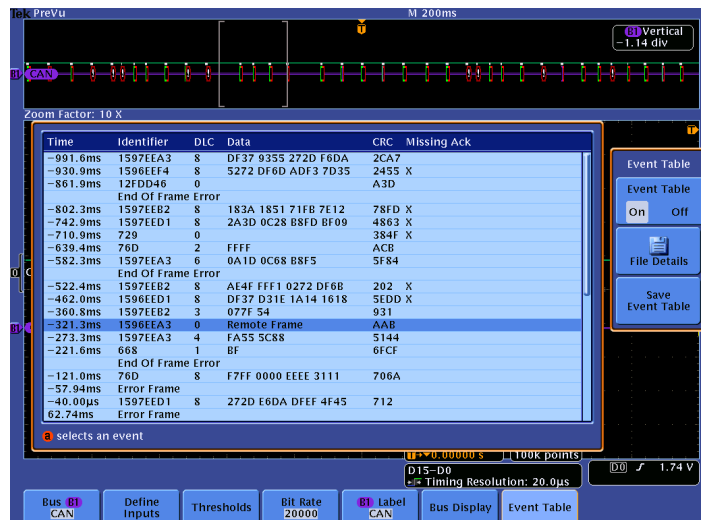 Tek PreVu M 200ms
B1 Vertical
-1.14 div
B1 CAN
Zoom Factor: 10 X
Time Identifier DLC Data CRC Missing Ack
-991.6ms 1597EEA3 8 DF37 9355 272D F6DA 2CA7
-930.9ms 1596EEF4 8 5272 DF6D ADF3 7D35 2455 X
-861.9ms 12FDD46 0 A3D
End Of Frame Error
-802.3ms 1597EEB2 8 183A 1851 71FB 7E12 78FD X
-742.9ms 1597EED1 8 2A3D 0C28 B8FD BF09 4863 X
-710.9ms 729 0 384F X
-639.4ms 76D 2 FFFF ACB
-582.3ms 1597EEA3 6 0A1D 0C68 B8F5 5F84
End Of Frame Error
-522.4ms 1597EEB2 8 AE4F FFF1 0272 DF6B 202 X
-462.0ms 1596EED1 8 DF37 D31E 1A14 1618 5EDD X
-360.8ms 1597EEB2 3 077F 54 931
-321.3ms 1596EEA3 0 Remote Frame AAB
-273.3ms 1597EEA3 4 FA55 5C88 5144
-221.6ms 668 1 BF 6FCF
End Of Frame Error
-121.0ms 76D 8 F7FF 0000 EEEE 3111 706A
-57.94ms Error Frame
-40.00µs 1597EED1 8 272D E6DA DFEF 4F45 712
62.74ms Error Frame
a selects an event
Event Table
Event Table
On Off
File Details
Save
Event Table
0.00000 s 100k points
D15-D0
Timing Resolution: 20.0µs
D0 1.74 V
Bus B1
CAN
Define
Inputs
Thresholds
Bit Rate
20000
B1 Label
CAN
Bus Display
Event Table